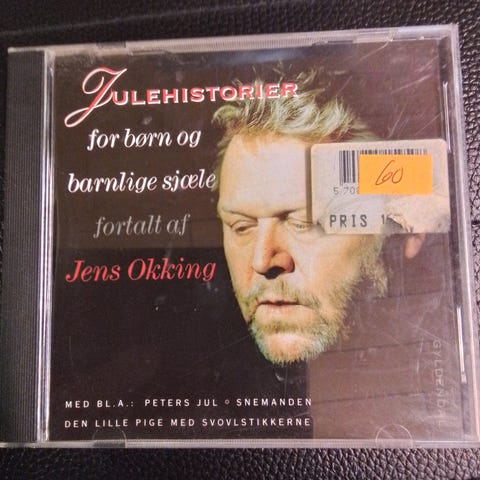 JULEHISTORIER
for børn og
barnlige sjæle
fortalt af
Jens Okking
60
PRIS
MED BL.A.: PETERS JUL ° SNEMANDEN
DEN LILLE PIGE MED SVOVLSTIKKERNE
GYLDENDAL